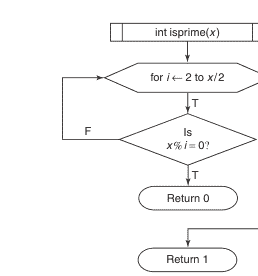 int isprime(x)
for i ← 2 to x/2
T
F
Is
x% i = 0?
T
Return 0
Return 1